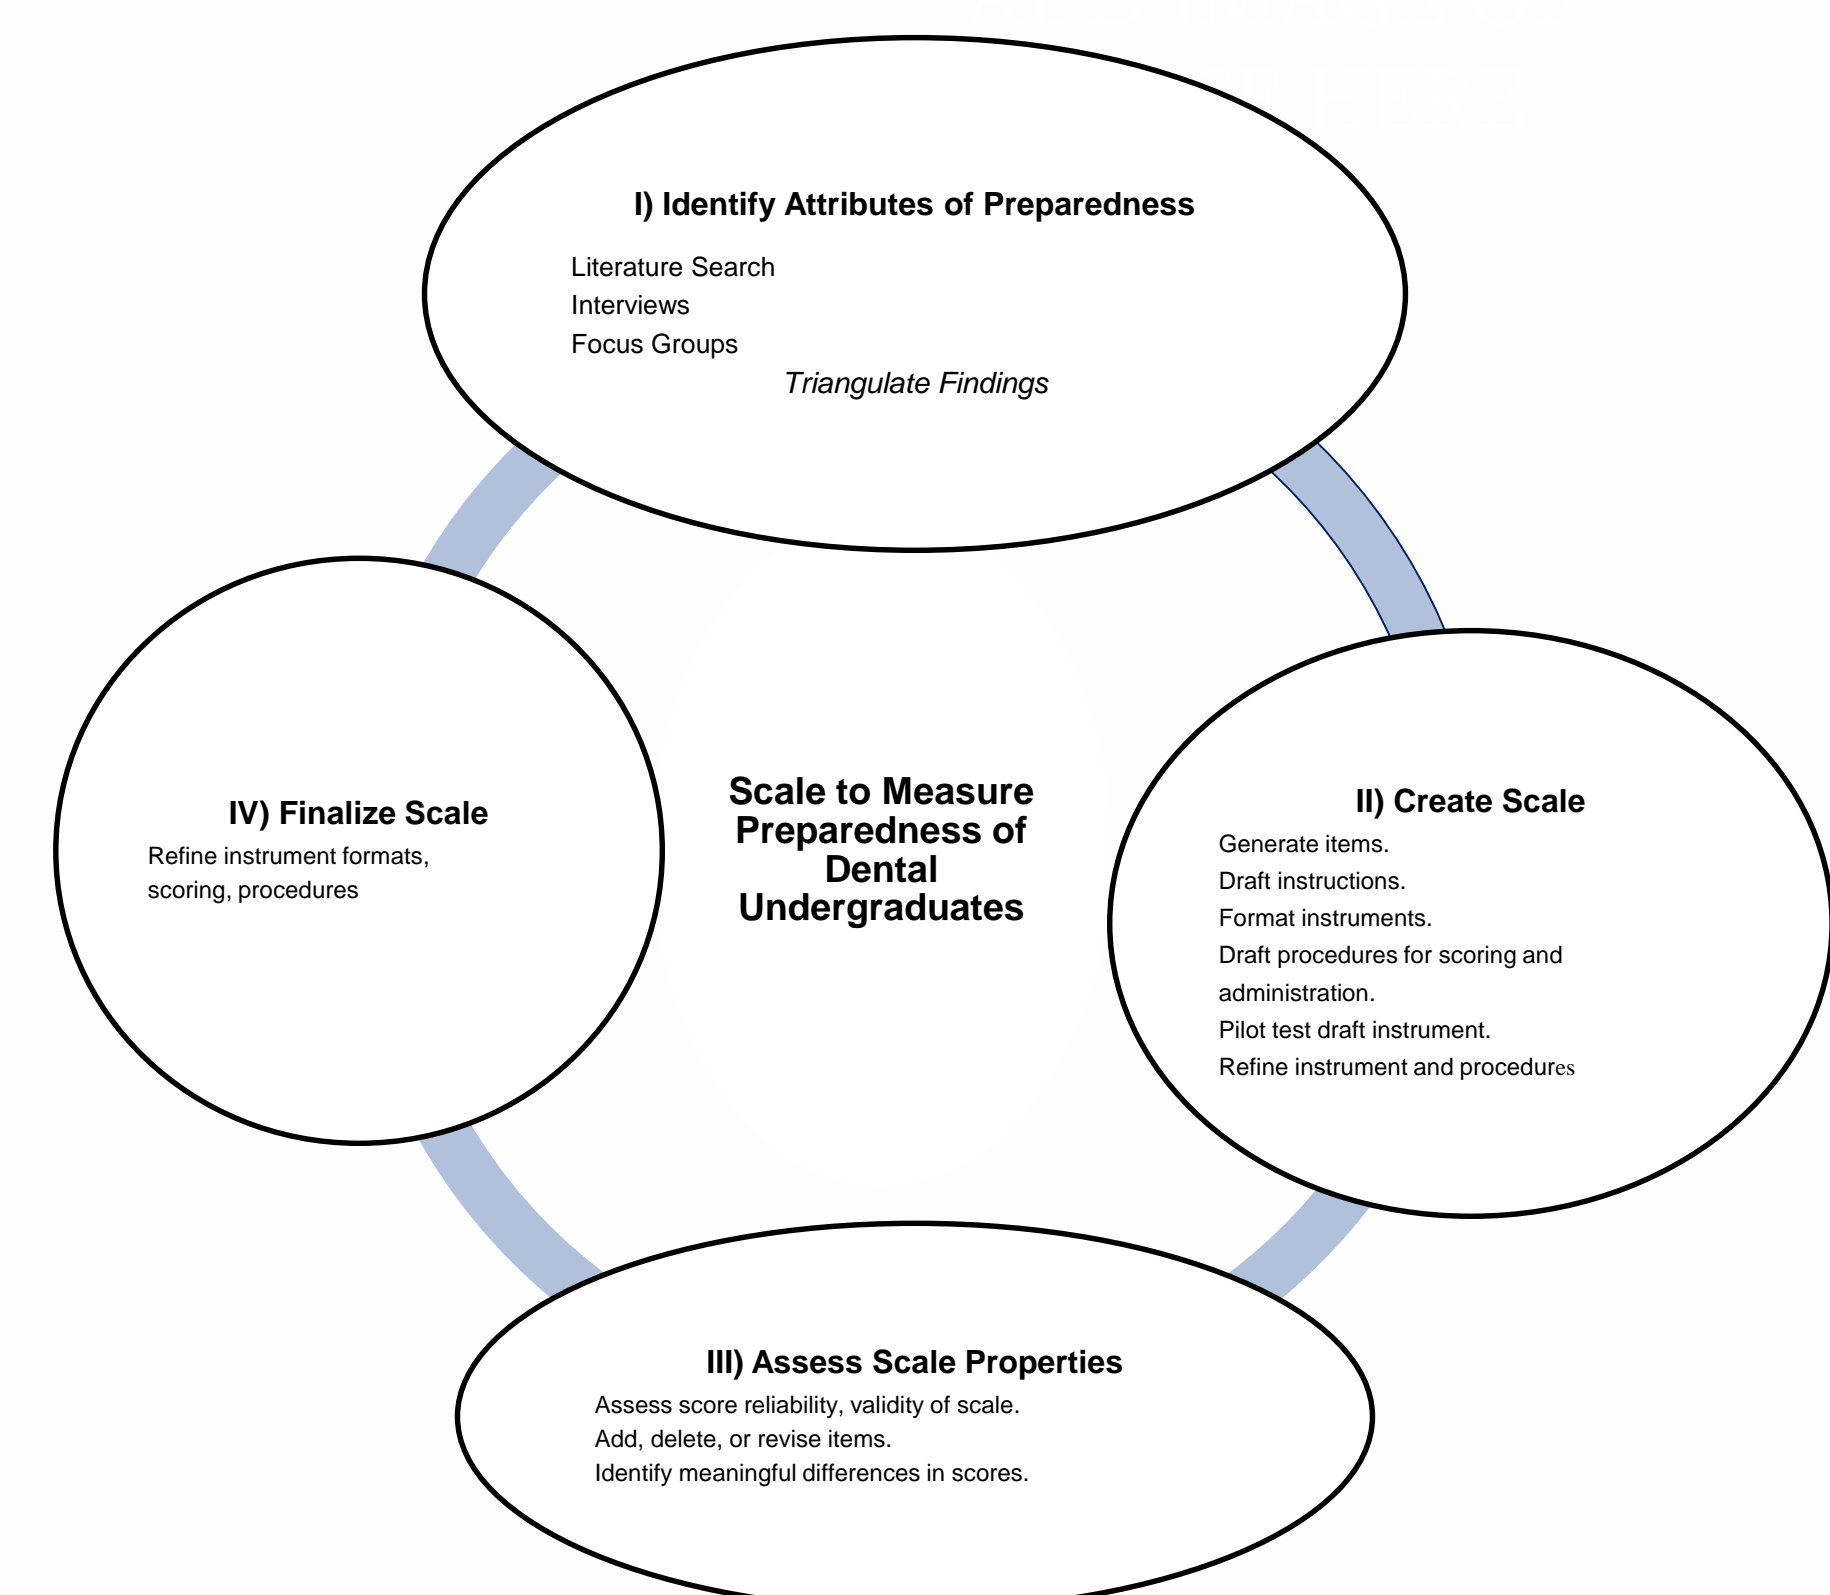 I) Identify Attributes of Preparedness
Literature Search
Interviews
Focus Groups
Triangulate Findings
II) Create Scale
Generate items.
Draft instructions.
Format instruments.
Draft procedures for scoring and
administration.
Pilot test draft instrument.
Refine instrument and procedures
III) Assess Scale Properties
Assess score reliability, validity of scale.
Add, delete, or revise items.
Identify meaningful differences in scores.
IV) Finalize Scale
Refine instrument formats,
scoring, procedures
Scale to Measure
Preparedness of
Dental
Undergraduates